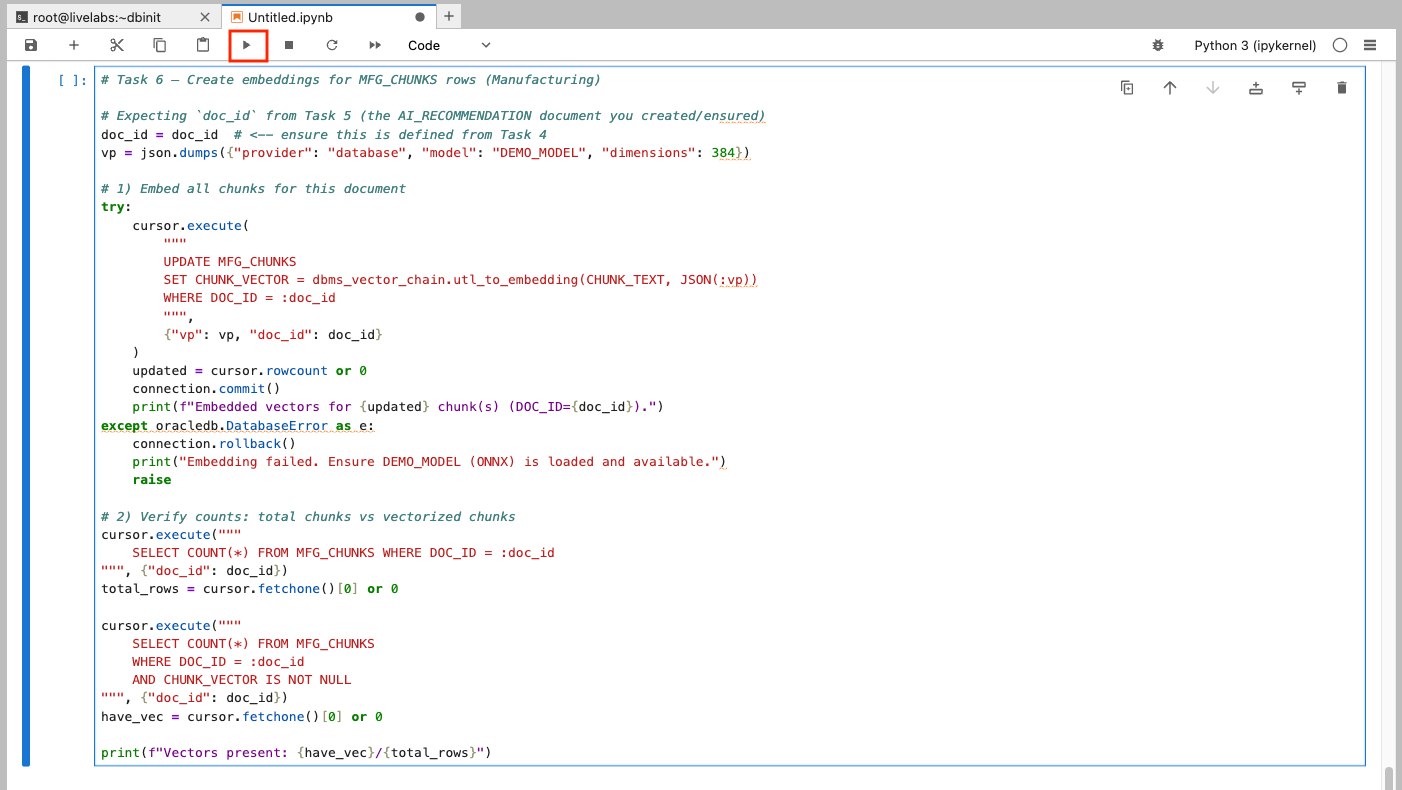 root@livelabs:~dbinit
Untitled.ipynb
Code
Python 3 (ipykernel)
[ ]:
# Task 6 — Create embeddings for MFG_CHUNKS rows (Manufacturing)

# Expecting `doc_id` from Task 5 (the AI_RECOMMENDATION document you created/ensured)
doc_id = doc_id  # <-- ensure this is defined from Task 4
vp = json.dumps({"provider": "database", "model": "DEMO_MODEL", "dimensions": 384})

# 1) Embed all chunks for this document
try:
    cursor.execute(
        """
        UPDATE MFG_CHUNKS
        SET CHUNK_VECTOR = dbms_vector_chain.utl_to_embedding(CHUNK_TEXT, JSON(:vp))
        WHERE DOC_ID = :doc_id
        """,
        {"vp": vp, "doc_id": doc_id}
    )
    updated = cursor.rowcount or 0
    connection.commit()
    print(f"Embedded vectors for {updated} chunk(s) (DOC_ID={doc_id}).")
except oracledb.DatabaseError as e:
    connection.rollback()
    print("Embedding failed. Ensure DEMO_MODEL (ONNX) is loaded and available.")
    raise

# 2) Verify counts: total chunks vs vectorized chunks
cursor.execute("""
    SELECT COUNT(*) FROM MFG_CHUNKS WHERE DOC_ID = :doc_id
""", {"doc_id": doc_id})
total_rows = cursor.fetchone()[0] or 0

cursor.execute("""
    SELECT COUNT(*) FROM MFG_CHUNKS
    WHERE DOC_ID = :doc_id
    AND CHUNK_VECTOR IS NOT NULL
""", {"doc_id": doc_id})
have_vec = cursor.fetchone()[0] or 0

print(f"Vectors present: {have_vec}/{total_rows}")